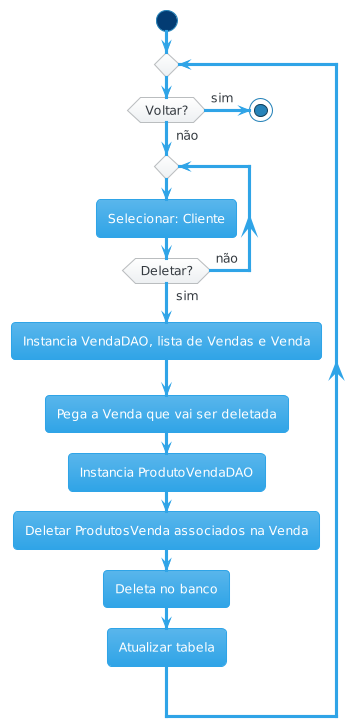 Voltar?
sim
não
Selecionar: Cliente
Deletar?
não
sim
Instancia VendaDAO, lista de Vendas e Venda
Pega a Venda que vai ser deletada
Instancia ProdutoVendaDAO
Deletar ProdutosVenda associados na Venda
Deleta no banco
Atualizar tabela